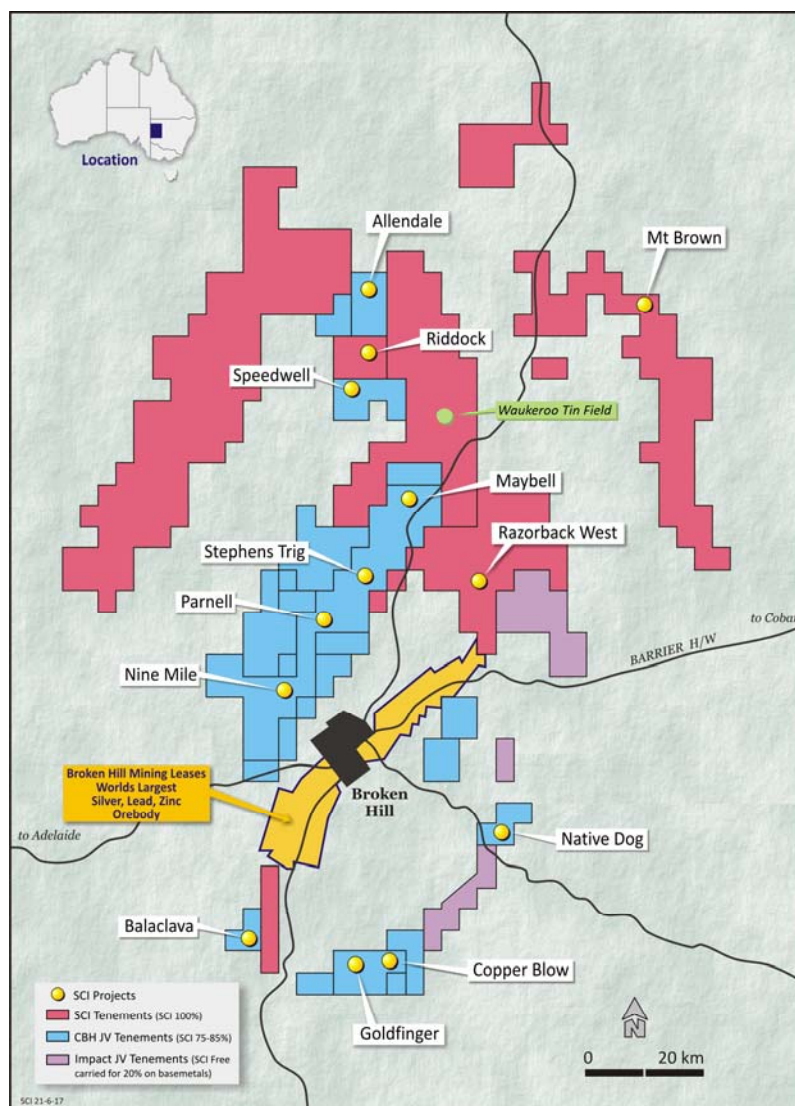 Location
Allendale
Mt Brown
Riddock
Speedwell
Waukeroo Tin Field
Maybell
Stephens Trig
Razorback West
Parnell
to Cobar
BARRIER H/W
Nine Mile
Broken Hill Mining Leases
Worlds Largest
Silver, Lead, Zinc
Orebody
Broken
Hill
to Adelaide
Native Dog
Balaclava
Copper Blow
Goldfinger
SCI Projects
SCI Tenements (SCI 100%)
CBH JV Tenements (SCI 75-85%)
Impact JV Tenements (SCI Free
carried for 20% on basemetals)
N
0 20 km
SCI 21-6-17